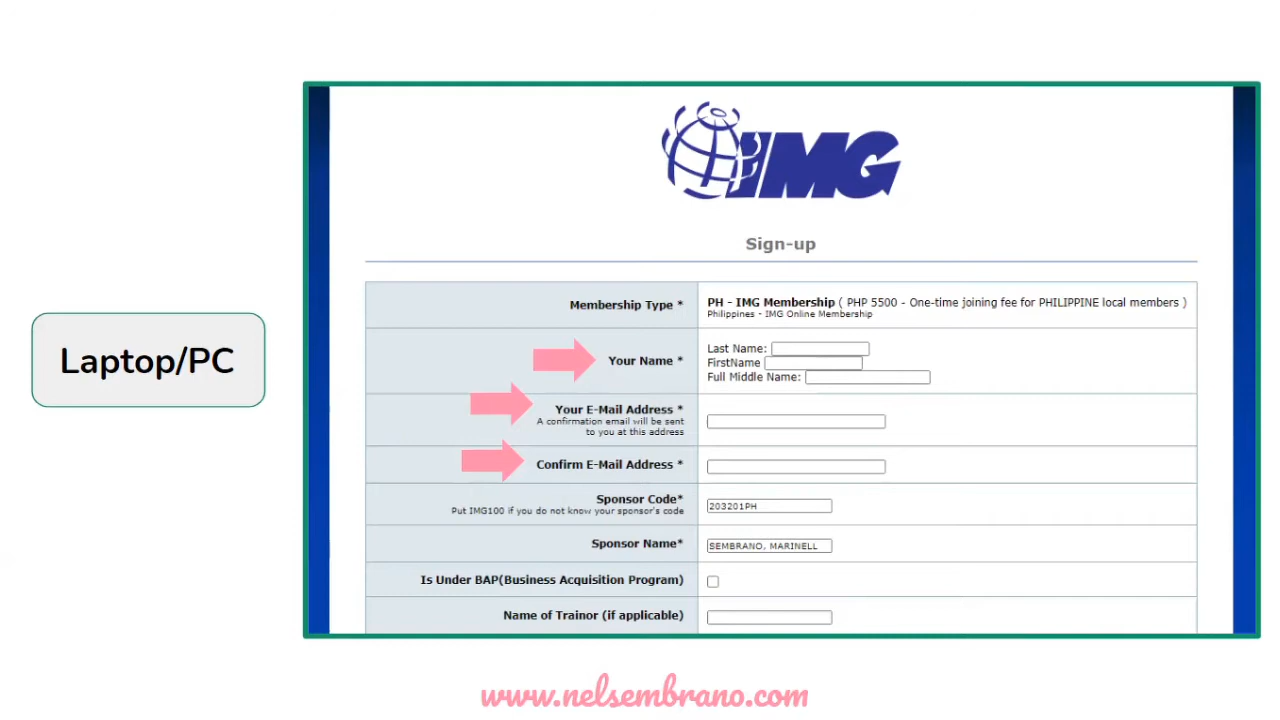 IMG
Sign-up
Laptop/PC
Membership Type *
PH - IMG Membership ( PHP 5500 - One-time joining fee for PHILIPPINE local members )
Philippines - IMG Online Membership
Your Name *
Last Name:
FirstName
Full Middle Name:
Your E-Mail Address *
A confirmation email will be sent
to you at this address
Confirm E-Mail Address *
Sponsor Code*
Put IMG100 if you do not know your sponsor's code
203201PH
Sponsor Name*
SEMBRANO, MARINELL
Is Under BAP(Business Acquisition Program)
Name of Trainor (if applicable)
www.nelsembrano.com